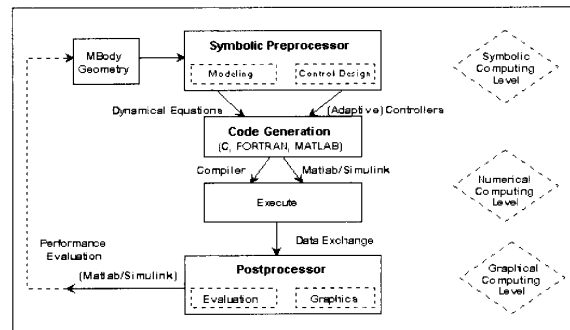 MBody
Geometry
Symbolic Preprocessor
Modeling
Control Design
Symbolic
Computing
Level
Dynamical Equations
(Adaptive) Controllers
Code Generation
(C, FORTRAN, MATLAB)
Compiler
Matlab/Simulink
Numerical
Computing
Level
Execute
Data Exchange
Performance
Evaluation
(Matlab/Simulink)
Postprocessor
Evaluation
Graphics
Graphical
Computing
Level